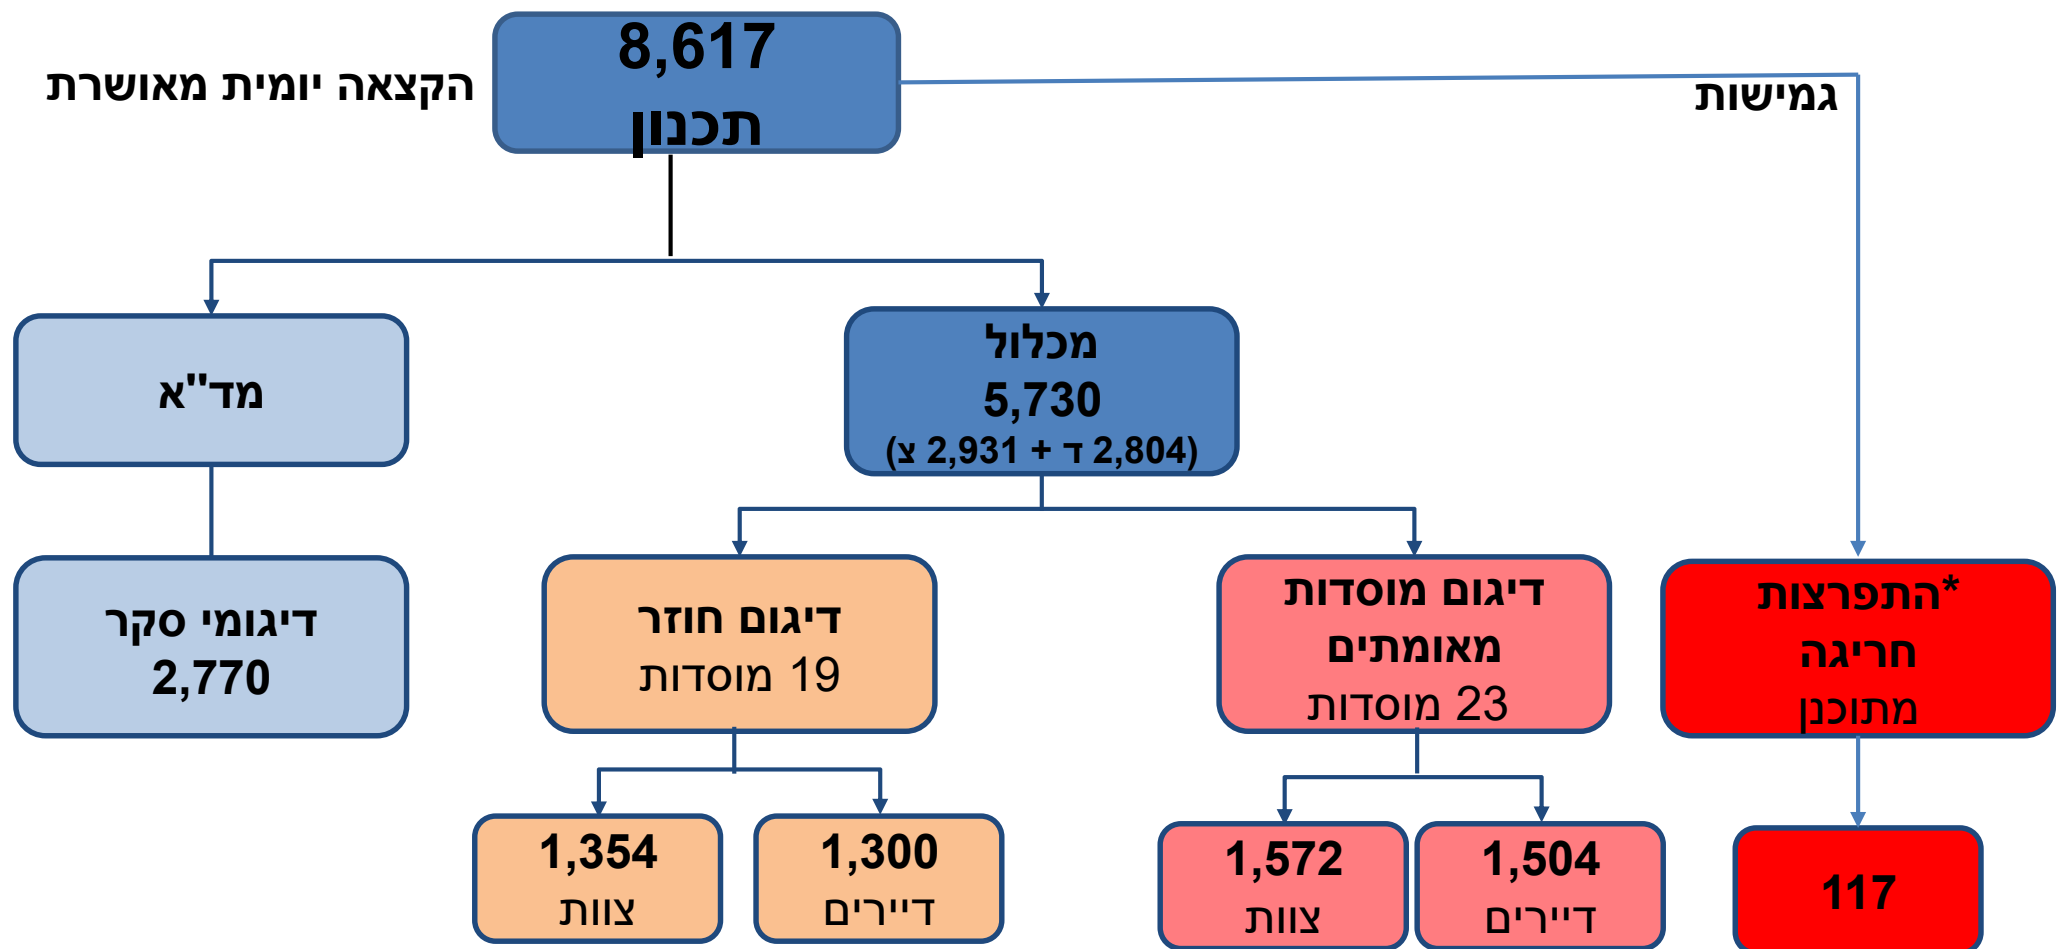 8,617
תכנון
הקצאה יומית מאושרת
גמישות
מכלול
5,730
(2,804 ד + 2,931 צ)
מד"א
*התפרצות
חריגה
מתוכנן
דיגום מוסדות
מאומתים
23 מוסדות
דיגום חוזר
19 מוסדות
דיגומי סקר
2,770
117
1,504
דיירים
1,572
צוות
1,300
דיירים
1,354
צוות